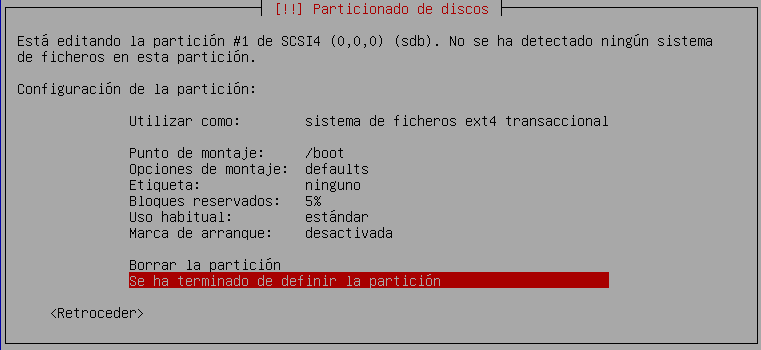 [!!] Particionado de discos
Está editando la partición #1 de SCSI4 (0,0,0) (sdb). No se ha detectado ningún sistema
de ficheros en esta partición.
Configuración de la partición:
Utilizar como: sistema de ficheros ext4 transaccional
Punto de montaje: /boot
Opciones de montaje: defaults
Etiqueta: ninguno
Bloques reservados: 5%
Uso habitual: estándar
Marca de arranque: desactivada
Borrar la partición
Se ha terminado de definir la partición
<Retroceder>